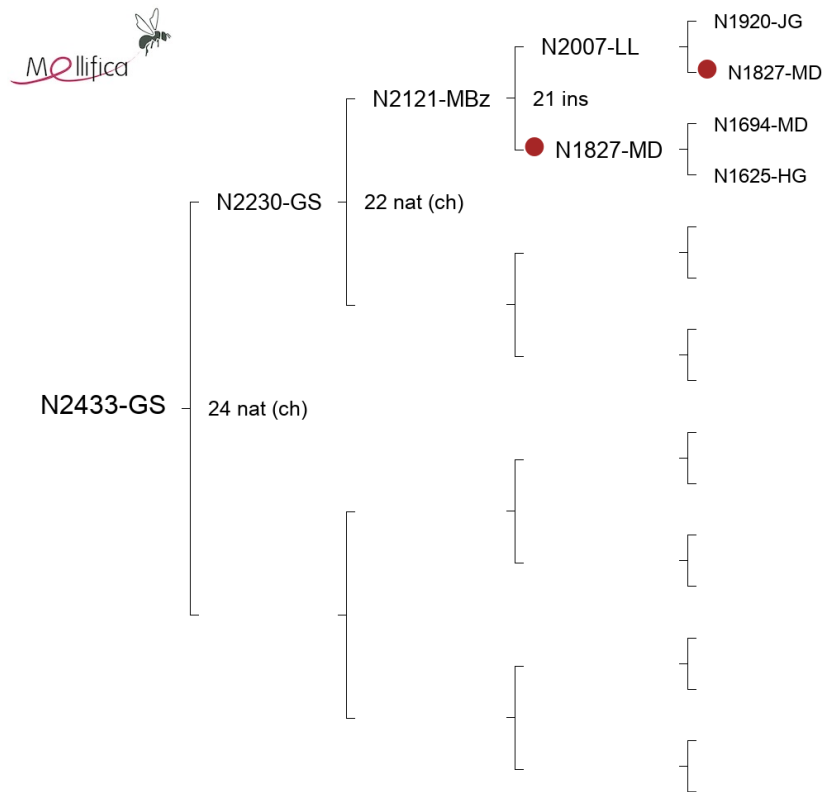 Mellifica
N1920-JG
N2007-LL
N1827-MD
N2121-MBz
21 ins
N1694-MD
N1827-MD
N1625-HG
N2230-GS
22 nat (ch)
N2433-GS
24 nat (ch)